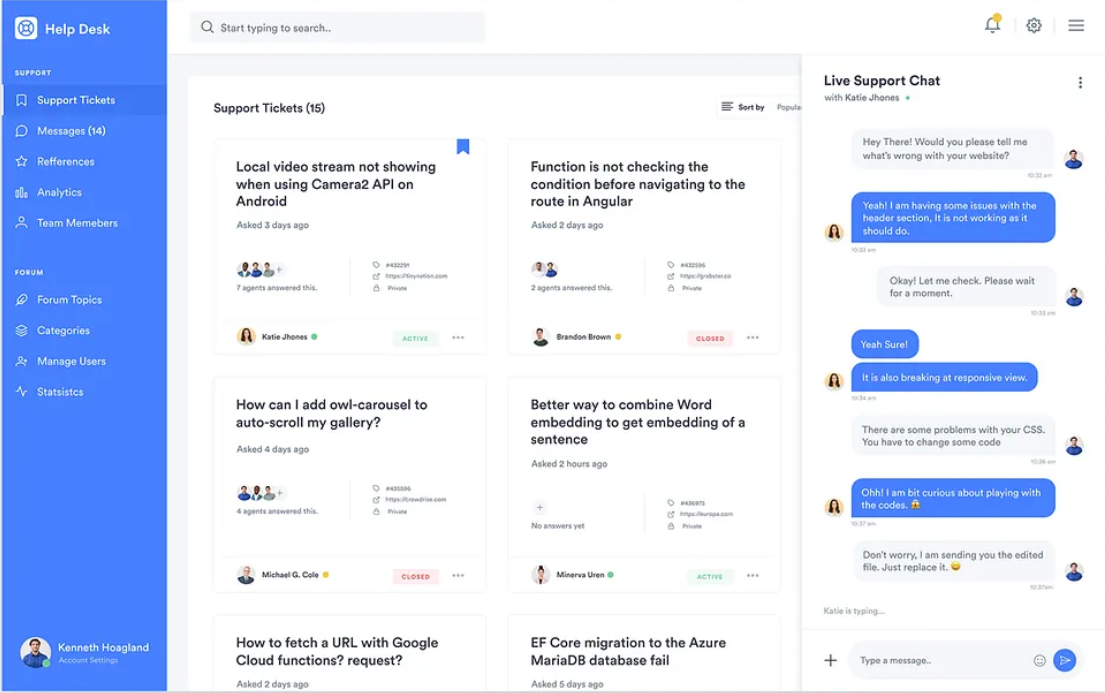 Help Desk
Start typing to search..
SUPPORT
Support Tickets
Messages (14)
Refferences
Analytics
Team Memebers
FORUM
Forum Topics
Categories
Manage Users
Statsistcs
Kenneth Hoagland
Account Settings
Support Tickets (15)
Sort by
Popula
Local video stream not showing
when using Camera2 API on
Android
Asked 3 days ago
7 agents answered this.
#432291
https://tinynation.com
Private
Katie Jhones
ACTIVE
Function is not checking the
condition before navigating to the
route in Angular
Asked 2 days ago
2 agents answered this.
#432596
https://grabster.co
Private
Brandon Brown
CLOSED
How can I add owl-carousel to
auto-scroll my gallery?
Asked 4 days ago
4 agents answered this.
#435596
https://crowdrive.com
Private
Michael G. Cole
CLOSED
Better way to combine Word
embedding to get embedding of a
sentence
Asked 2 hours ago
No answers yet
#436975
https://europa.com
Private
Minerva Uren
ACTIVE
How to fetch a URL with Google
Cloud functions? request?
Asked 2 days ago
EF Core migration to the Azure
MariaDB database fail
Asked 5 days ago
Live Support Chat
with Katie Jhones
Hey There! Would you please tell me
what's wrong with your website?
10:32 am
Yeah! I am having some issues with the
header section, It is not working as it
should do.
10:33 am
Okay! Let me check. Please wait
for a moment.
10:33 am
Yeah Sure!
It is also breaking at responsive view.
10:34 am
There are some problems with your CSS.
You have to change some code
10:36 am
Ohh! I am bit curious about playing with
the codes. 😱
10:37 am
Don't worry, I am sending you the edited
file. Just replace it. 😄
10:37am
Katie is typing...
Type a message..